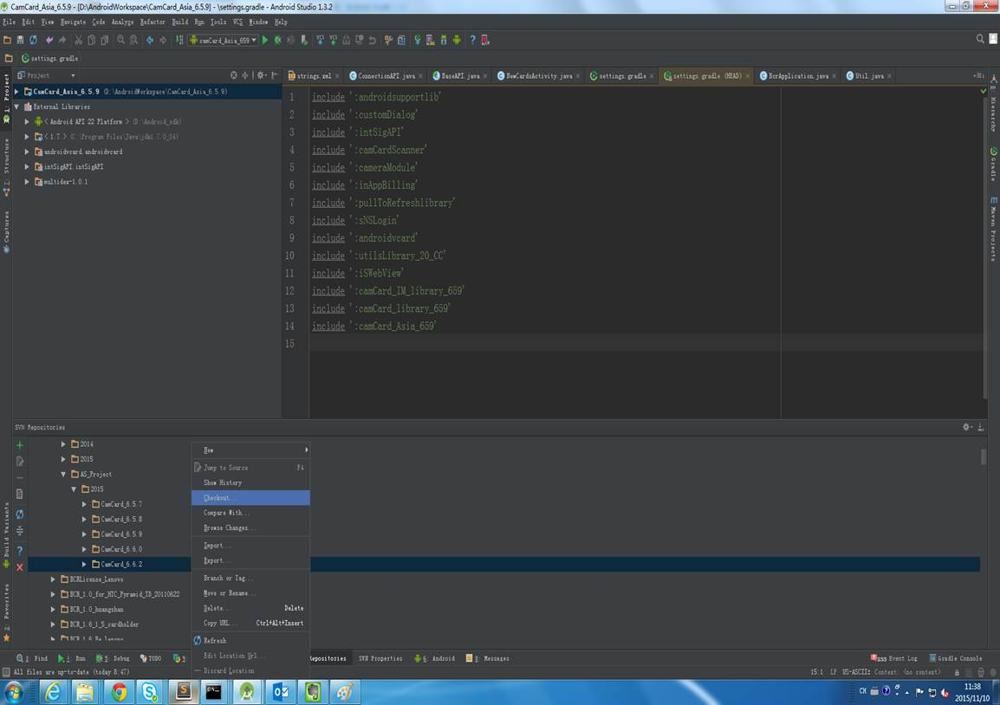 CamCard_Asia_6.5.9 - [D:\AndroidWorkspace\CamCard_Asia_6.5.9] - \settings.gradle - Android Studio 1.3.2
File Edit View Navigate Code Analyze Refactor Build Run Tools VCS Window Help
camCard_Asia_659
settings.gradle
Project
strings.xml ConnectionAPI.java BaseAPI.java NewCardsActivity.java settings.gradle settings.gradle (HEAD) BcrApplication.java Util.java
1: Project
2: Structure
Captures
Build Variants
2: Favorites
CamCard_Asia_6.5.9 (D:\AndroidWorkspace\CamCard_Asia_6.5.9)
External Libraries
< Android API 22 Platform > (D:\Android_sdk)
< 1.7 > (C:\Program Files\Java\jdk1.7.0_04)
androidvcard.androidvcard
intSigAPI.intSigAPI
multidex-1.0.1
1 include ':androidsupportlib'
2 include ':customDialog'
3 include ':intSigAPI'
4 include ':camCardScanner'
5 include ':cameraModule'
6 include ':inAppBilling'
7 include ':pullToRefreshlibrary'
8 include ':sNSLogin'
9 include ':androidvcard'
10 include ':utilsLibrary_20_CC'
11 include ':iSWebView'
12 include ':camCard_IM_library_659'
13 include ':camCard_library_659'
14 include ':camCard_Asia_659'
15
Hierarchy
Gradle
Maven Projects
SVN Repositories
2014
2015
AS_Project
2015
CamCard_6.5.7
CamCard_6.5.8
CamCard_6.5.9
CamCard_6.6.0
CamCard_6.6.2
BCRLicense_Lenovo
BCR_1.0_for_HTC_Pyramid_ID_20110622
BCR_1.0_huangshan
BCR_1.6_1_5_cardholder
New
Jump to Source F4
Show History
Checkout...
Compare With...
Browse Changes...
Import...
Export...
Branch or Tag...
Move or Rename...
Delete... Delete
Copy URL... Ctrl+Alt+Insert
Refresh
Edit Location Url...
Discard Location
3: Find 4: Run 5: Debug TODO 9: Repositories SVN Properties 6: Android 0: Messages Event Log Gradle Console
All files are up-to-date (today 8:47)
15:1 LF US-ASCII: Context: <no context>
CH
11:38
2015/11/10